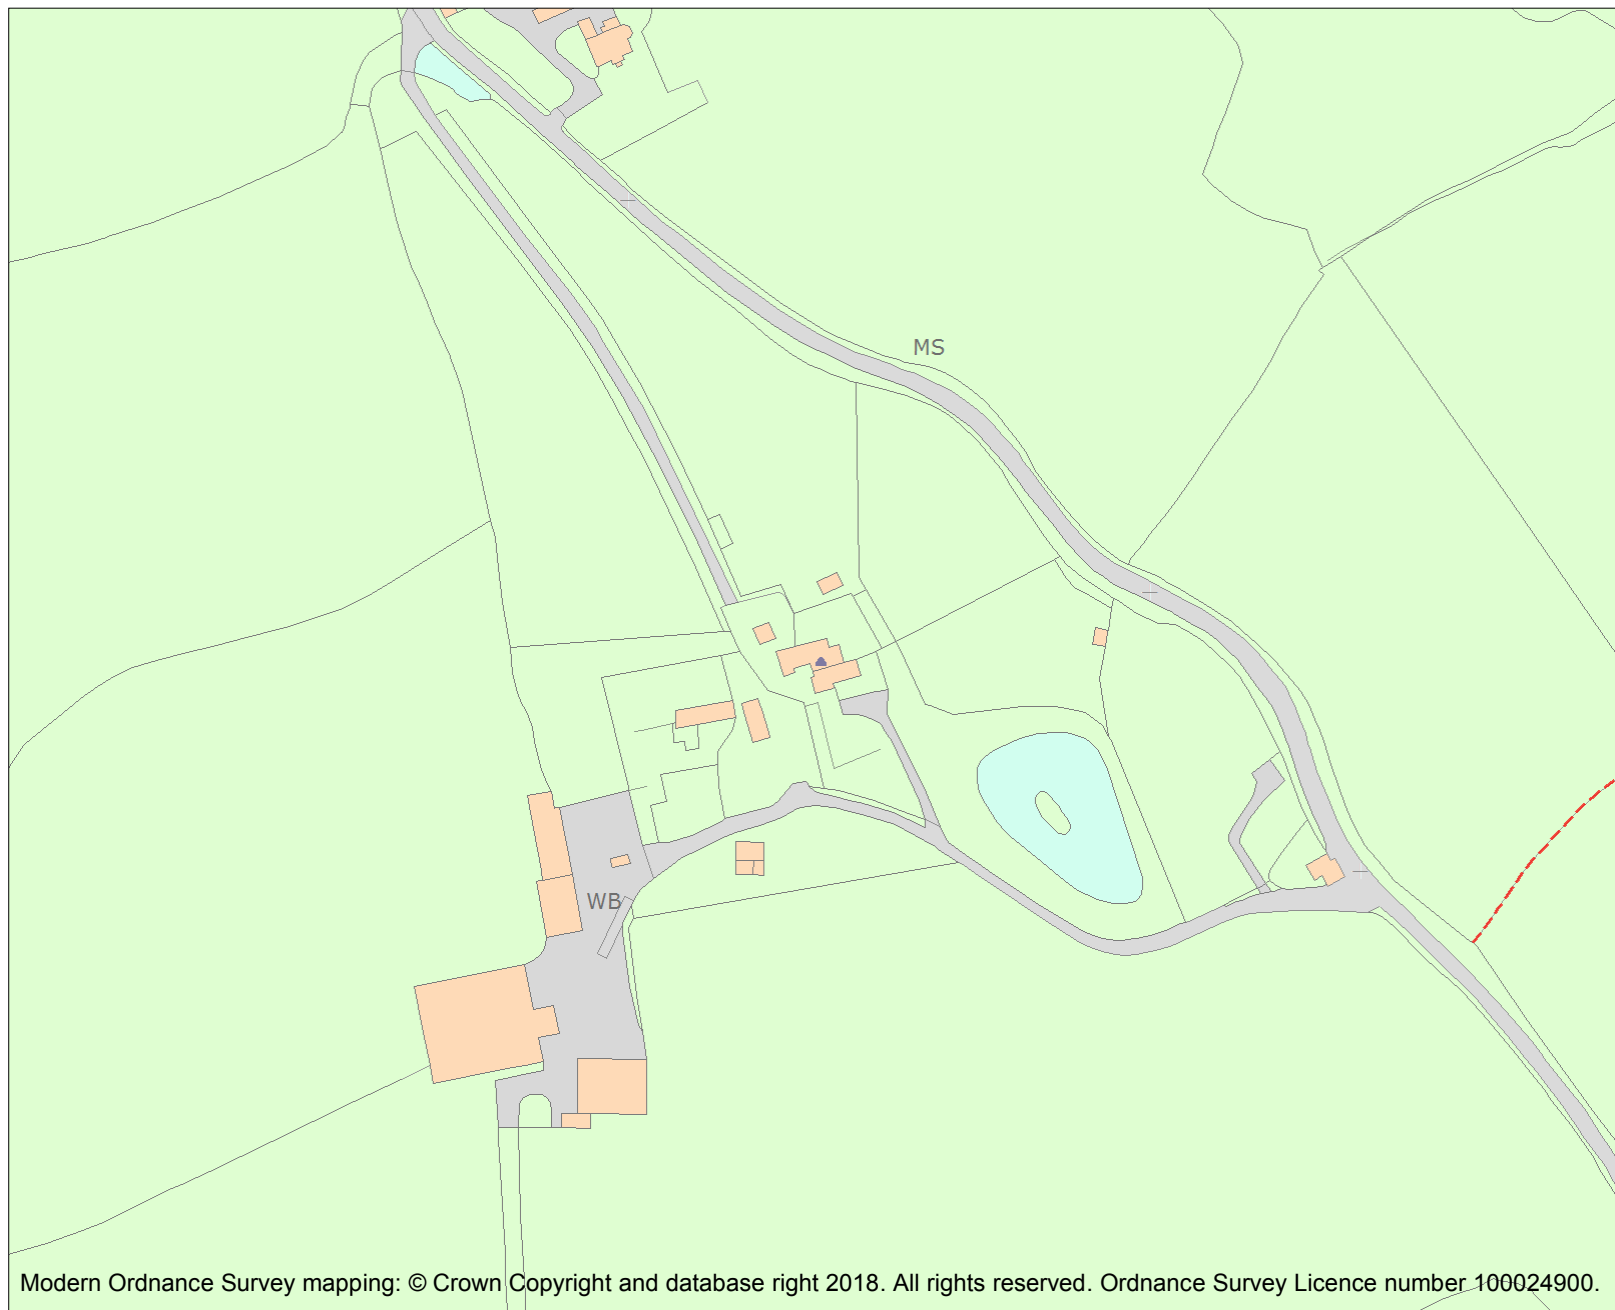 MS
WB
Modern Ordnance Survey mapping: © Crown Copyright and database right 2018. All rights reserved. Ordnance Survey Licence number 100024900.